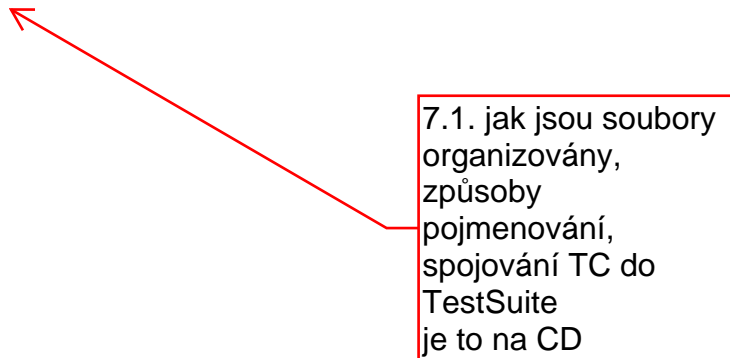 7.1. jak jsou soubory
organizovány,
způsoby
pojmenování,
spojování TC do
TestSuite
je to na CD